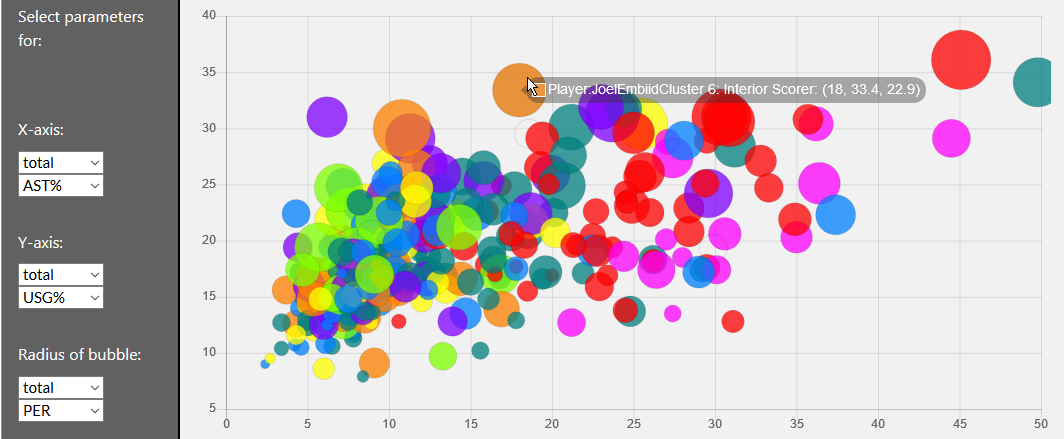 Select parameters
for:
X-axis:
total
AST%
Y-axis:
total
USG%
Radius of bubble:
total
PER
40
35
30
25
20
15
10
5
Player:JoelEmbiidCluster 6: Interior Scorer: (18, 33.4, 22.9)
0 5 10 15 20 25 30 35 40 45 50